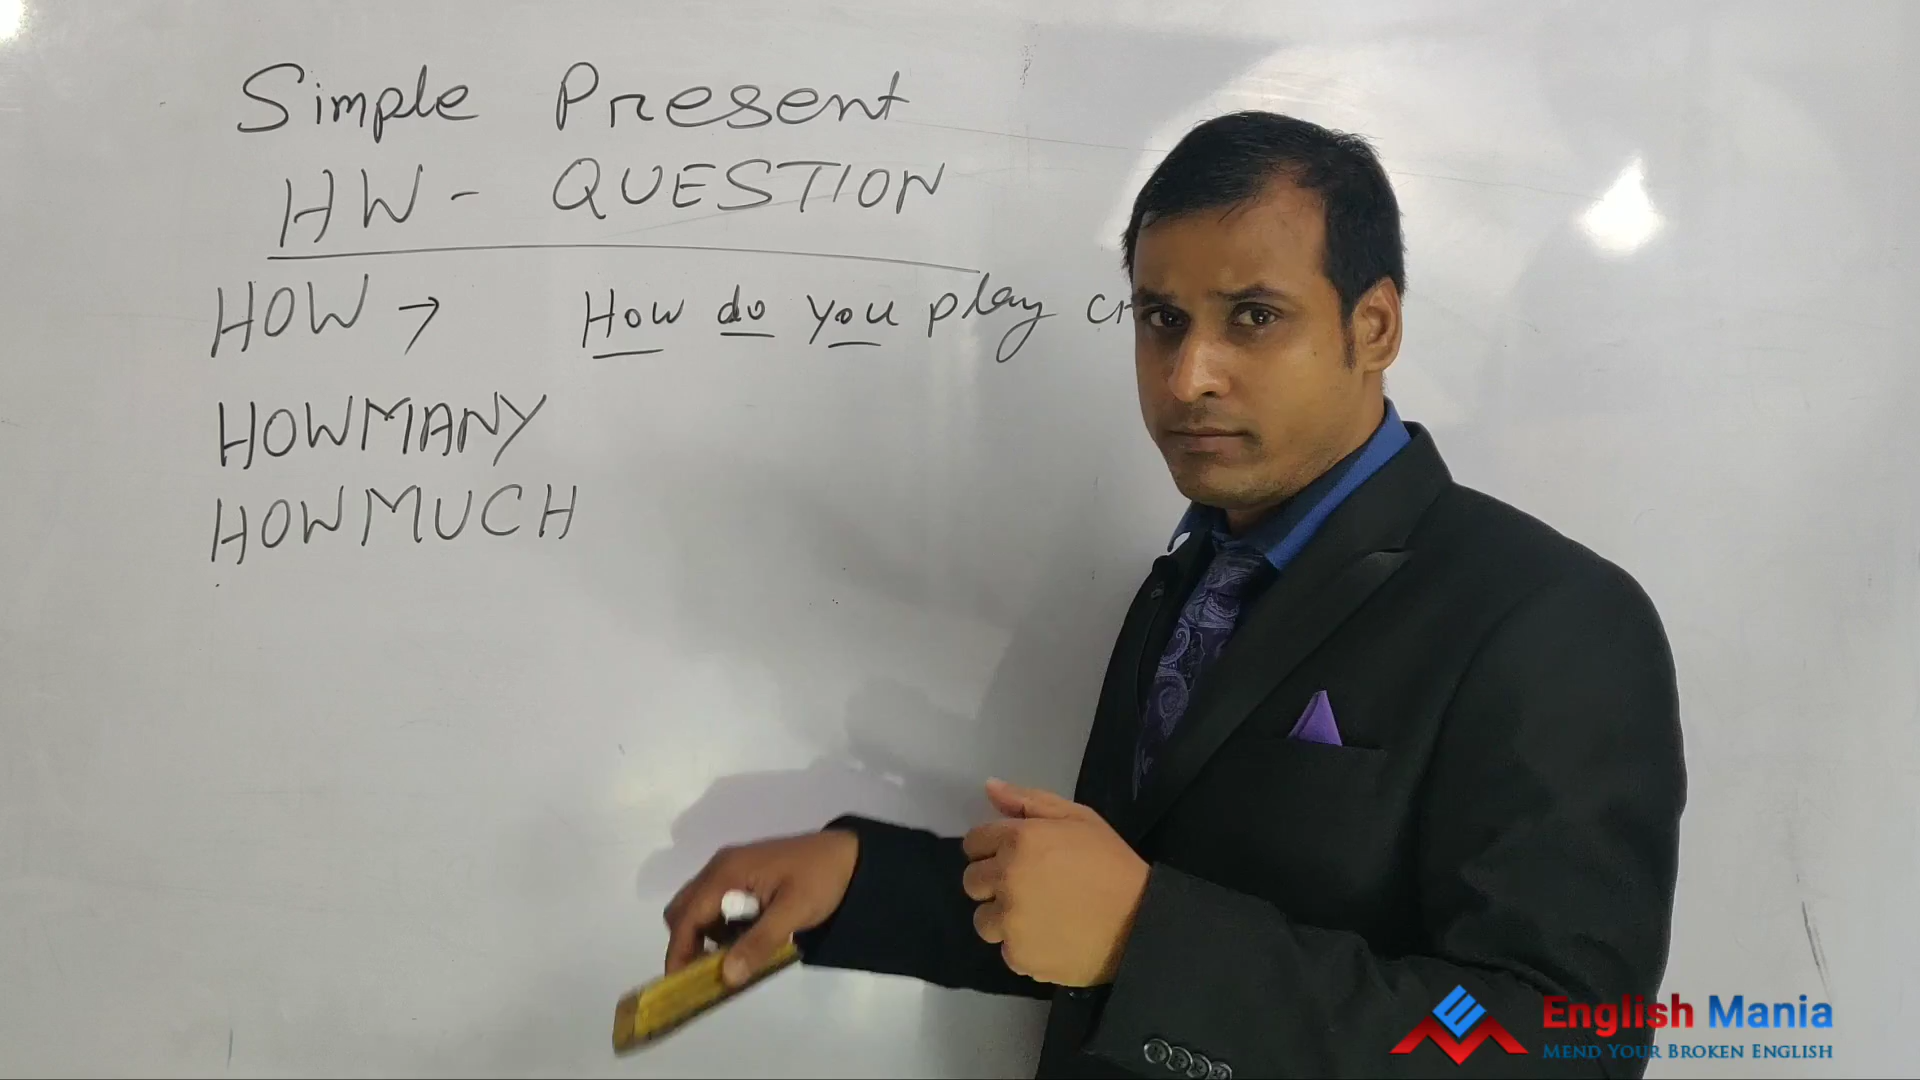 Simple Present
HW - QUESTION
HOW → How do you play
HOWMANY
HOWMUCH
English Mania
MEND YOUR BROKEN ENGLISH